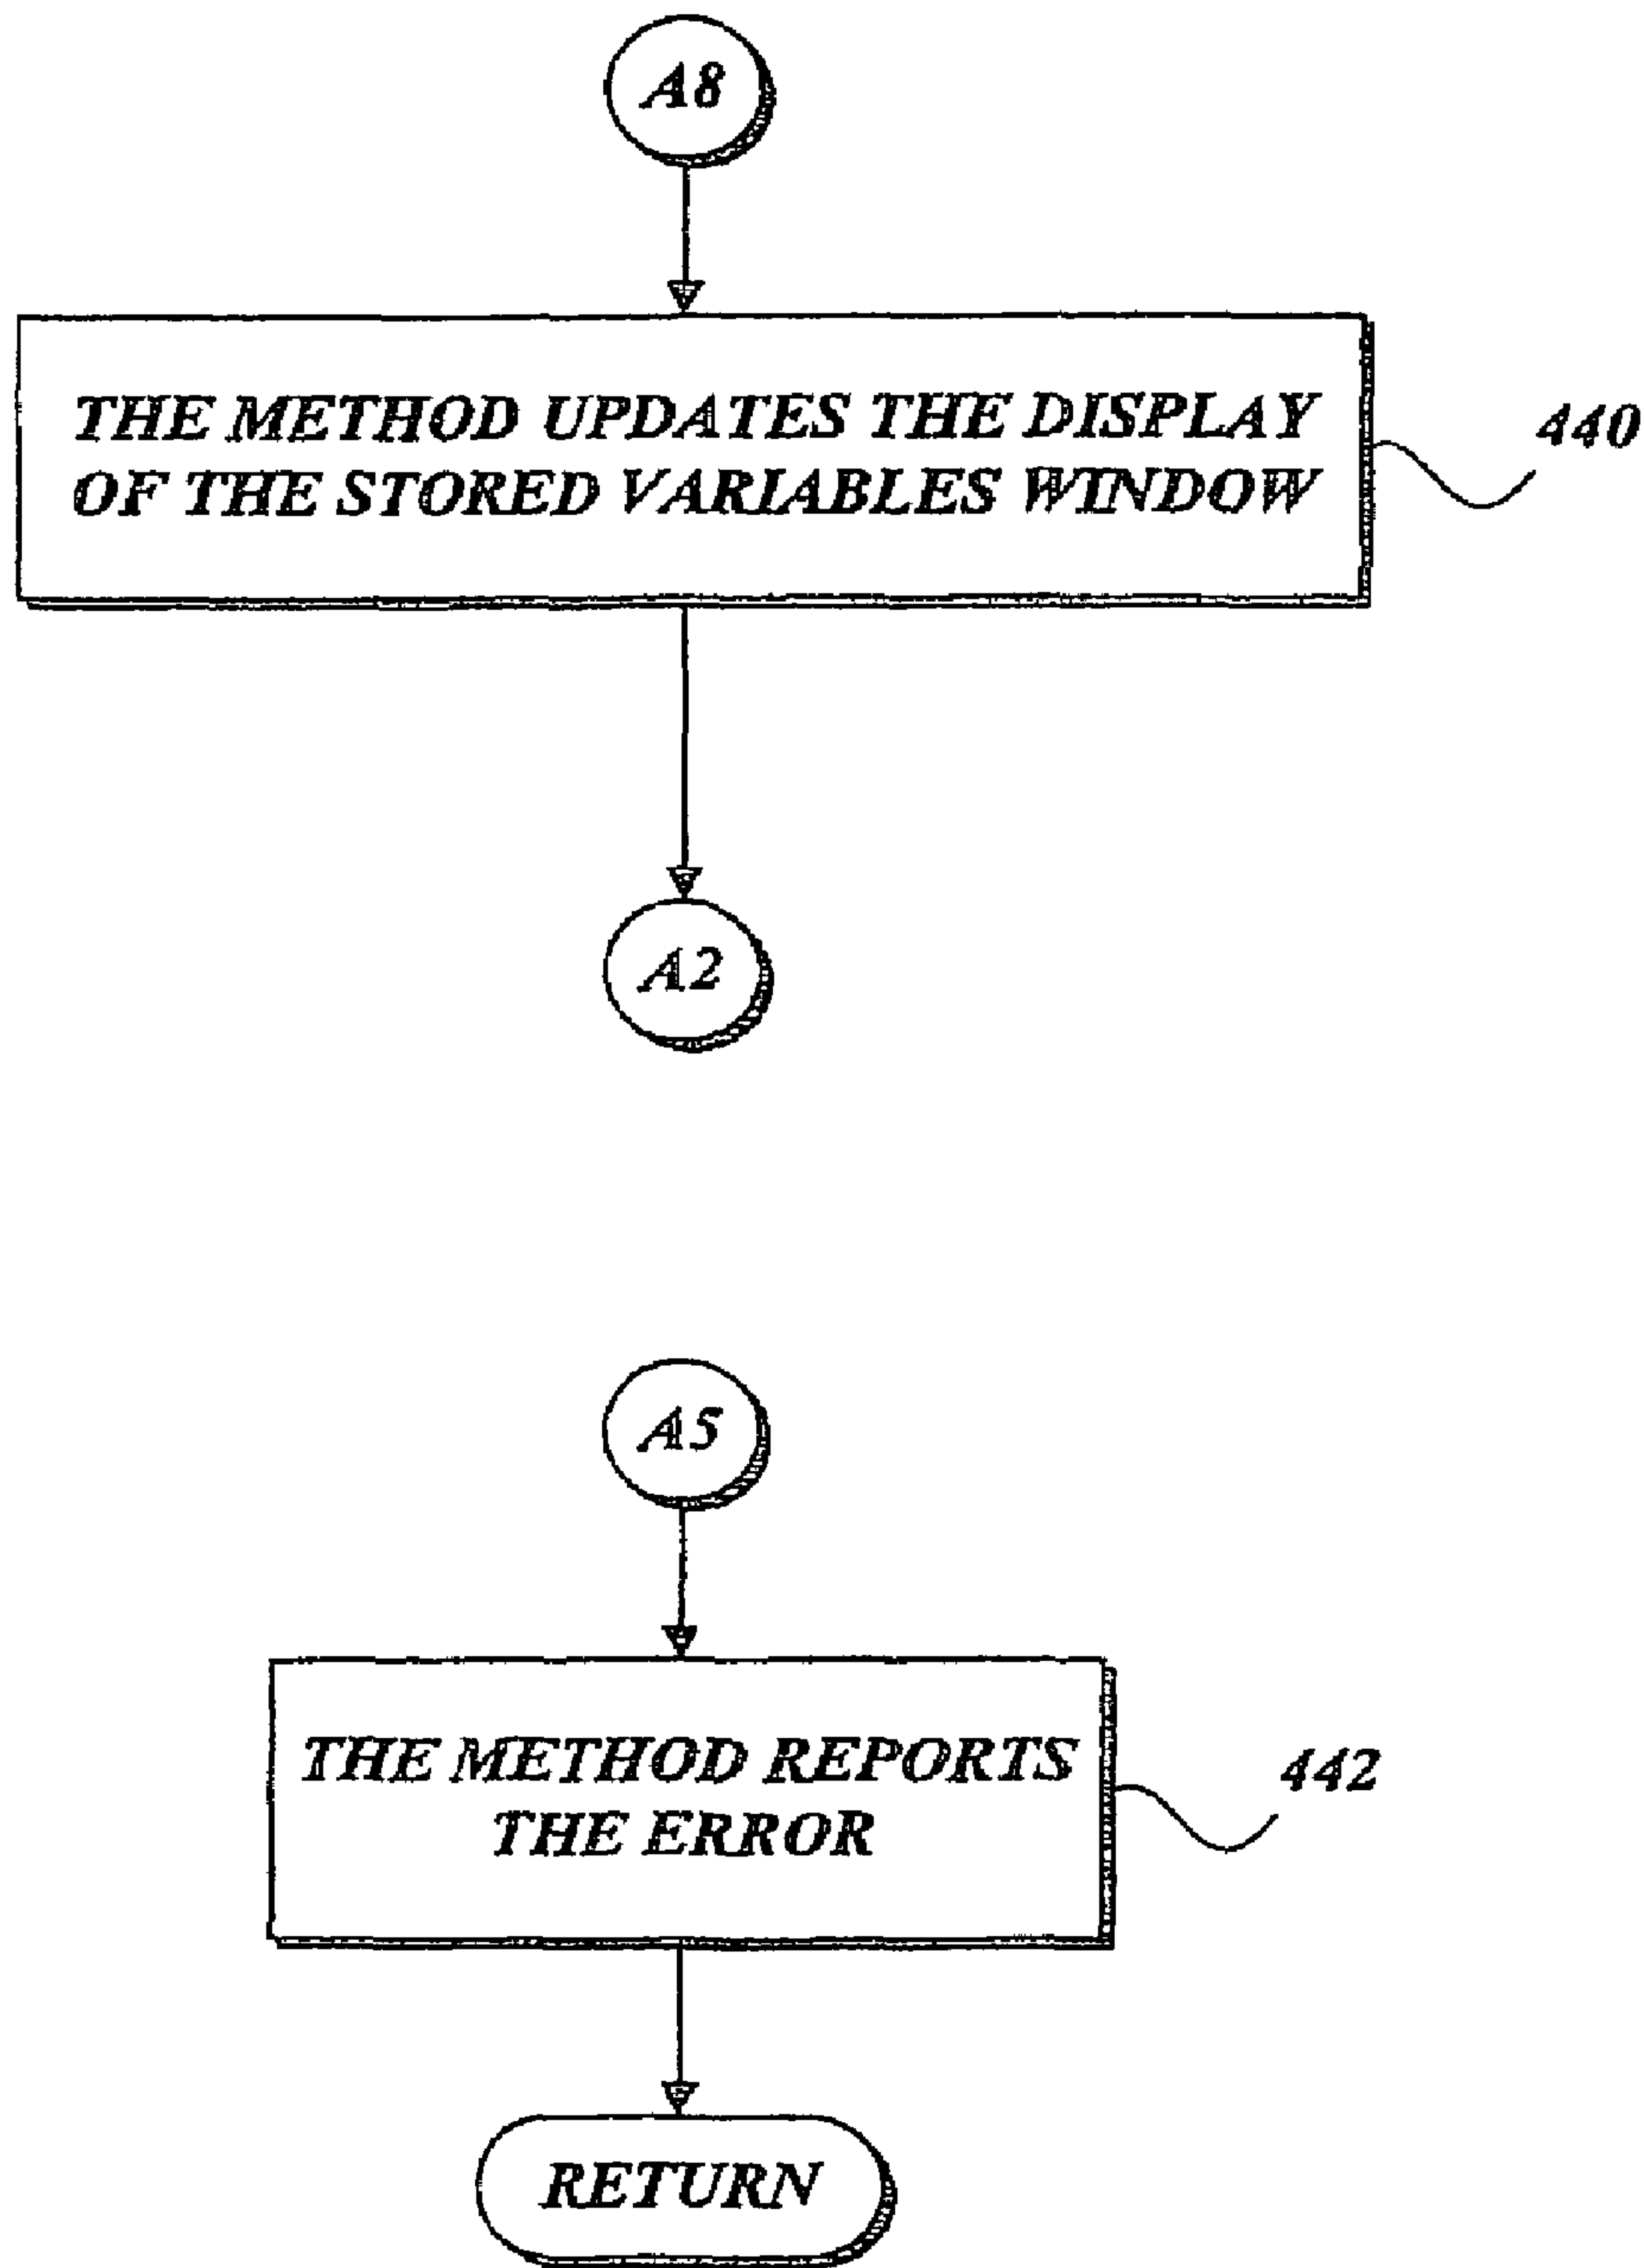 A8
THE METHOD UPDATES THE DISPLAY
OF THE STORED VARIABLES WINDOW
440
A2
A5
THE METHOD REPORTS
THE ERROR
442
RETURN